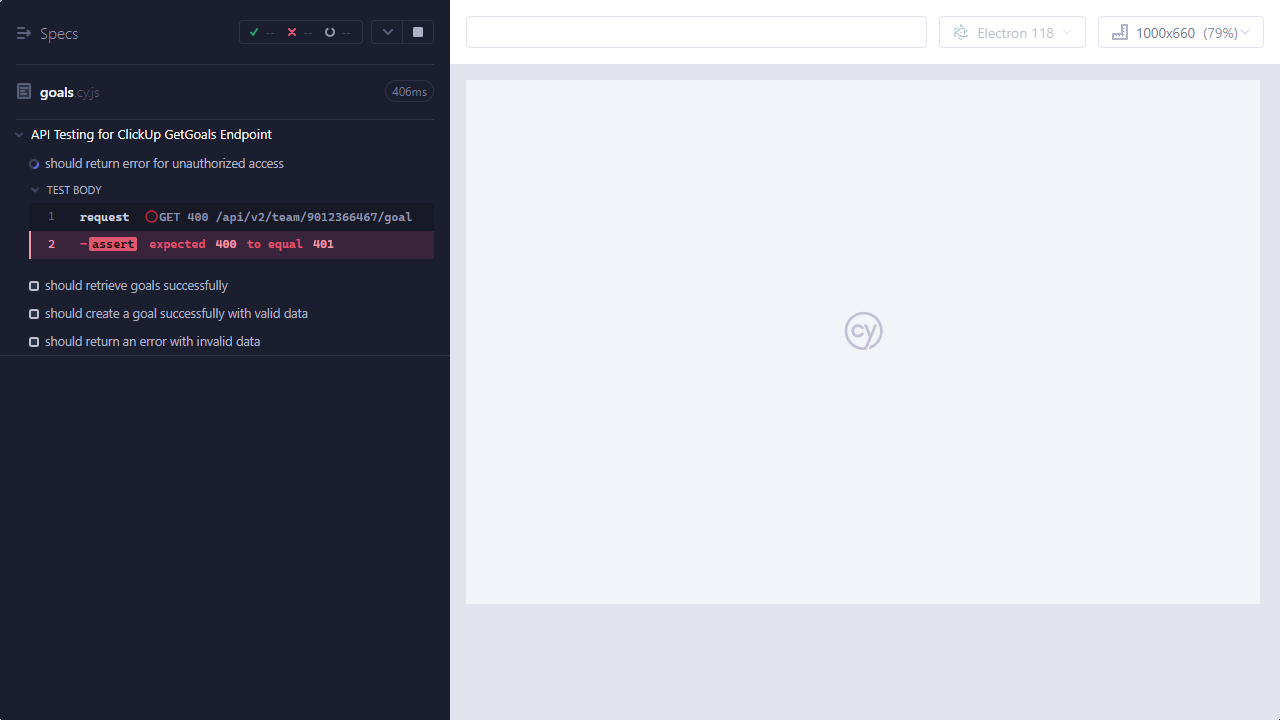 Specs
-- -- --
goals.cy.js
406ms
API Testing for ClickUp GetGoals Endpoint
should return error for unauthorized access
TEST BODY
1 request GET 400 /api/v2/team/9012366467/goal
2 -assert expected 400 to equal 401
should retrieve goals successfully
should create a goal successfully with valid data
should return an error with invalid data
Electron 118
1000x660 (79%)
cy